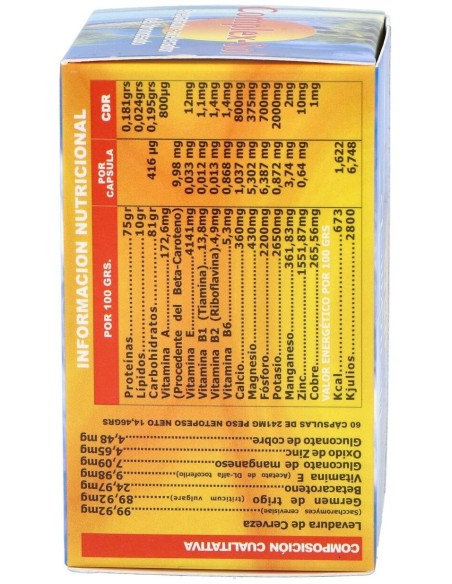 Complex-Vit
INFORMACION NUTRICIONAL
POR 100 GRS. POR CAPSULA CDR
Proteínas 75gr 0,181grs
Lípidos 10gr 0,024grs
Carbohidratos 81gr 416 µg 0,195grs
Vitamina A 172,6mg 800µg
(Procedente del Beta-Caroteno) 9,98 mg
Vitamina E 4141mg 0,033 mg 12mg
Vitamina B1 (Tiamina) 13,8mg 0,012 mg 1,1mg
Vitamina B2 (Riboflavina) 4,9mg 0,013 mg 1,4mg
Vitamina B6 5,3mg 0,868 mg 1,4mg
Calcio 360mg 1,037 mg 800mg
Magnesio 430mg 5,302 mg 375mg
Fósforo 2200mg 6,387 mg 700mg
Potasio 2650mg 0,872 mg 2000mg
Manganeso 361,83mg 3,74 mg 2mg
Zinc 1551,87mg 0,64 mg 10mg
Cobre 265,56mg 1mg
VALOR ENERGÉTICO POR 100 GRS
Kcal 673 1,622
Kjulios 2800 6,748
COMPOSICIÓN CUALITATIVA
Levadura de Cerveza
(Saccharomyces cerevisiae) 99,92mg
Germen de trigo (triticum vulgare) 89,92mg
Betacaroteno 24,97mg
Vitamina E (Acetato de DL-alfa tocoferilo) 9,98mg
Gluconato de manganeso 7,09mg
Oxido de Zinc 4,65mg
Gluconato de cobre 4,48 mg
60 CAPSULAS DE 241MG PESO NETOPESO NETO 14,46GRS